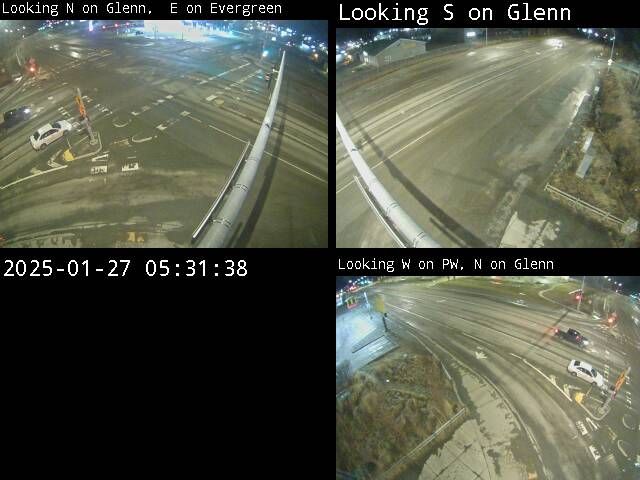 Looking N on Glenn,  E on Evergreen
Looking S on Glenn
2025-01-27 05:31:38
Looking W on PW, N on Glenn